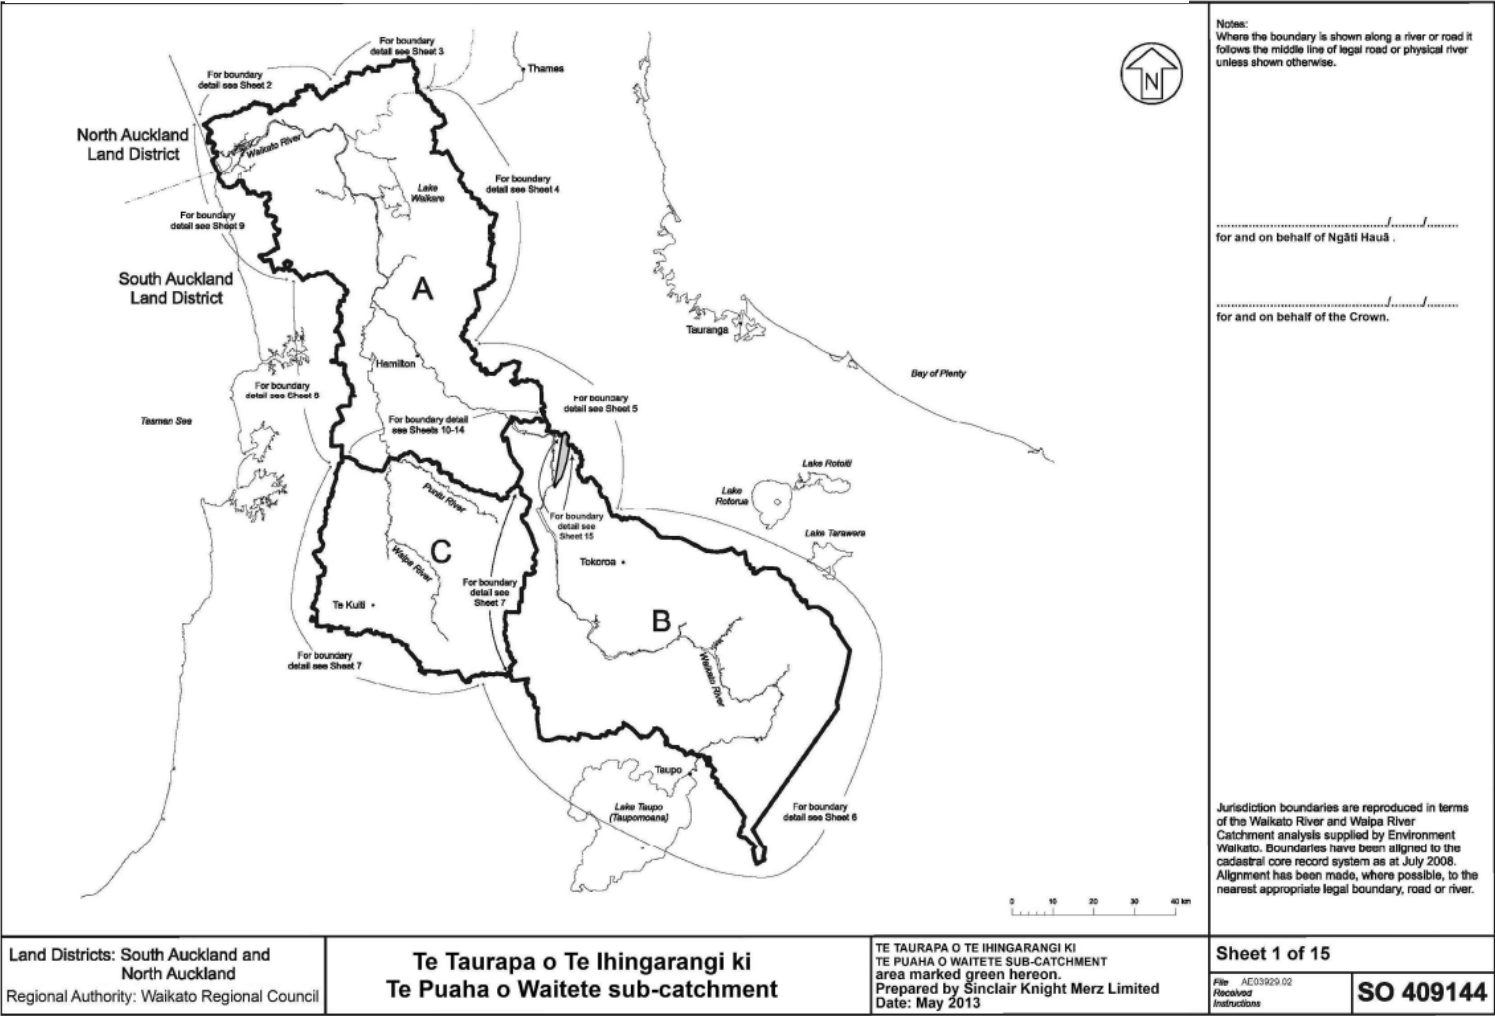 For boundary
detail see Sheet 3
Thames
For boundary
detail see Sheet 2
N
North Auckland
Land District
Waikato River
Lake
Waikare
For boundary
detail see Sheet 4
For boundary
detail see Sheet 9
South Auckland
Land District
A
Tauranga
Hamilton
Bay of Plenty
For boundary
detail see Sheet 8
For boundary
detail see Sheet 5
Tasman Sea
For boundary detail
see Sheets 10-14
Lake Rotoiti
Lake
Rotorua
Puniu River
For boundary
detail see
Sheet 15
Lake Tarawera
C
Waipa River
Tokoroa
For boundary
detail see
Sheet 7
Te Kuiti
B
For boundary
detail see Sheet 7
Waikato River
Taupo
Lake Taupo
(Taupomoana)
For boundary
detail see Sheet 6
0 10 20 30 40 km
Notes:
Where the boundary is shown along a river or road it
follows the middle line of legal road or physical river
unless shown otherwise.
for and on behalf of Ngāti Hauā .
for and on behalf of the Crown.
Jurisdiction boundaries are reproduced in terms
of the Waikato River and Waipa River
Catchment analysis supplied by Environment
Waikato. Boundaries have been aligned to the
cadastral core record system as at July 2008.
Alignment has been made, where possible, to the
nearest appropriate legal boundary, road or river.
Land Districts: South Auckland and
North Auckland
Regional Authority: Waikato Regional Council
Te Taurapa o Te Ihingarangi ki
Te Puaha o Waitete sub-catchment
TE TAURAPA O TE IHINGARANGI KI
TE PUAHA O WAITETE SUB-CATCHMENT
area marked green hereon.
Prepared by Sinclair Knight Merz Limited
Date: May 2013
Sheet 1 of 15
File AE03929.02
Received
Instructions
SO 409144